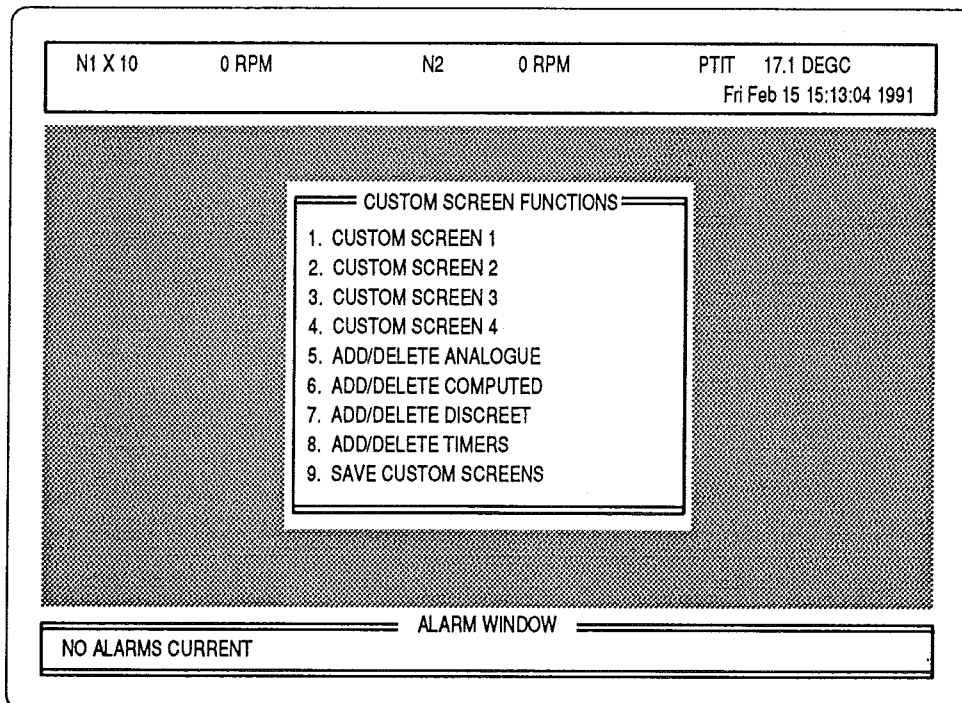 N1 X 10 0 RPM N2 0 RPM PTIT 17.1 DEGC
Fri Feb 15 15:13:04 1991
CUSTOM SCREEN FUNCTIONS
1. CUSTOM SCREEN 1
2. CUSTOM SCREEN 2
3. CUSTOM SCREEN 3
4. CUSTOM SCREEN 4
5. ADD/DELETE ANALOGUE
6. ADD/DELETE COMPUTED
7. ADD/DELETE DISCREET
8. ADD/DELETE TIMERS
9. SAVE CUSTOM SCREENS
ALARM WINDOW
NO ALARMS CURRENT